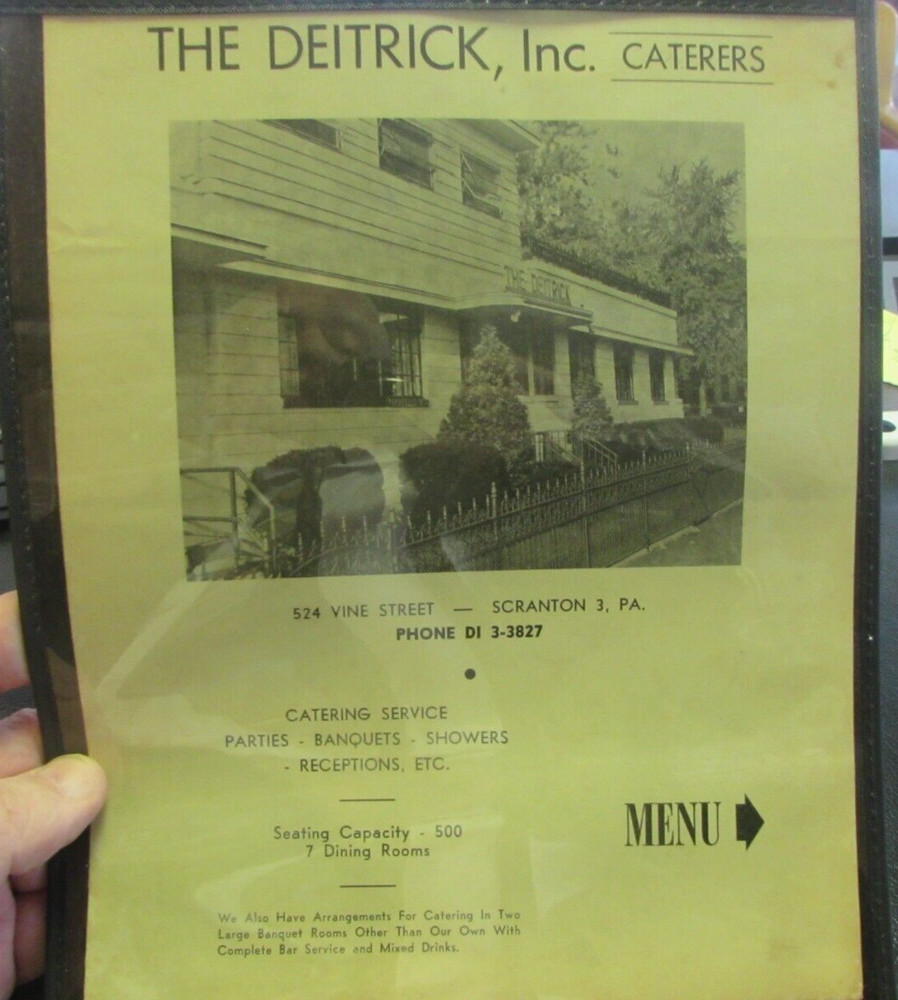 THE DEITRICK, Inc. CATERERS
THE DEITRICK
524 VINE STREET — SCRANTON 3, PA.
PHONE DI 3-3827
CATERING SERVICE
PARTIES - BANQUETS - SHOWERS
- RECEPTIONS, ETC.
Seating Capacity - 500
7 Dining Rooms
MENU
We Also Have Arrangements For Catering In Two
Large Banquet Rooms Other Than Our Own With
Complete Bar Service and Mixed Drinks.